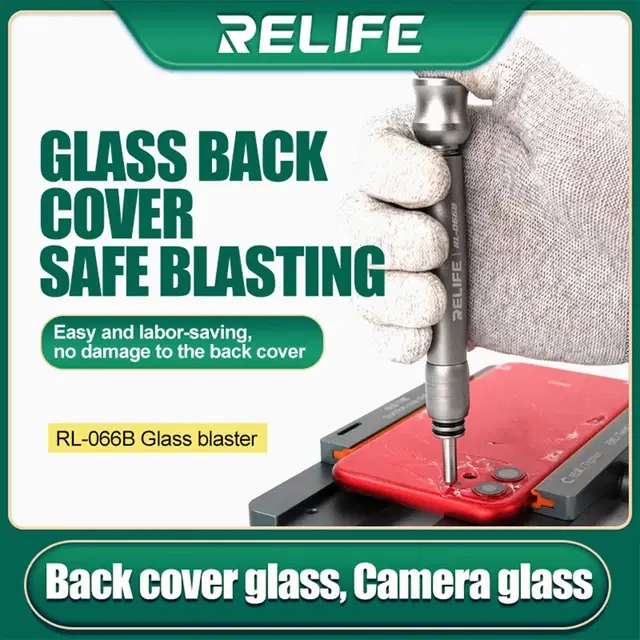 RELIFE
GLASS BACK
COVER
SAFE BLASTING
Easy and labor-saving,
no damage to the back cover
RL-066B Glass blaster
RELIFE | RL-066B
Back cover glass, Camera glass